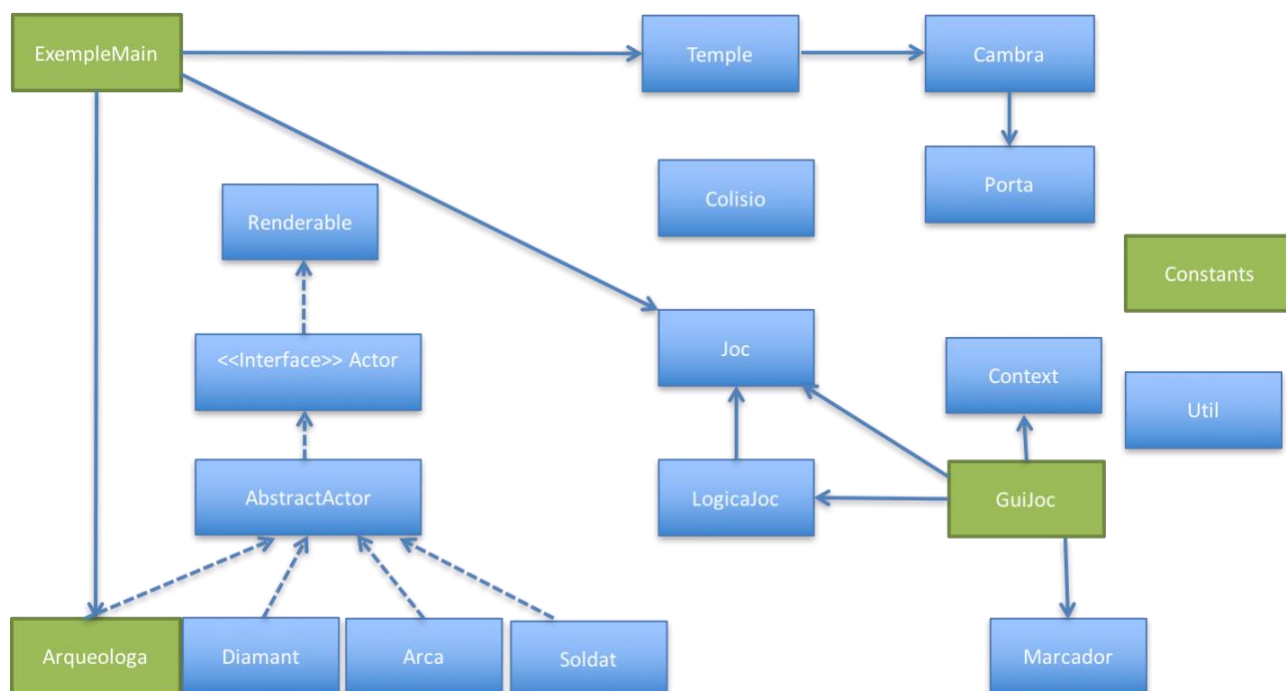 ExempleMain
Temple
Cambra
Colisio
Porta
Renderable
Constants
<<Interface>> Actor
Joc
Context
Util
AbstractActor
LogicaJoc
GuiJoc
Arqueologa
Diamant
Arca
Soldat
Marcador